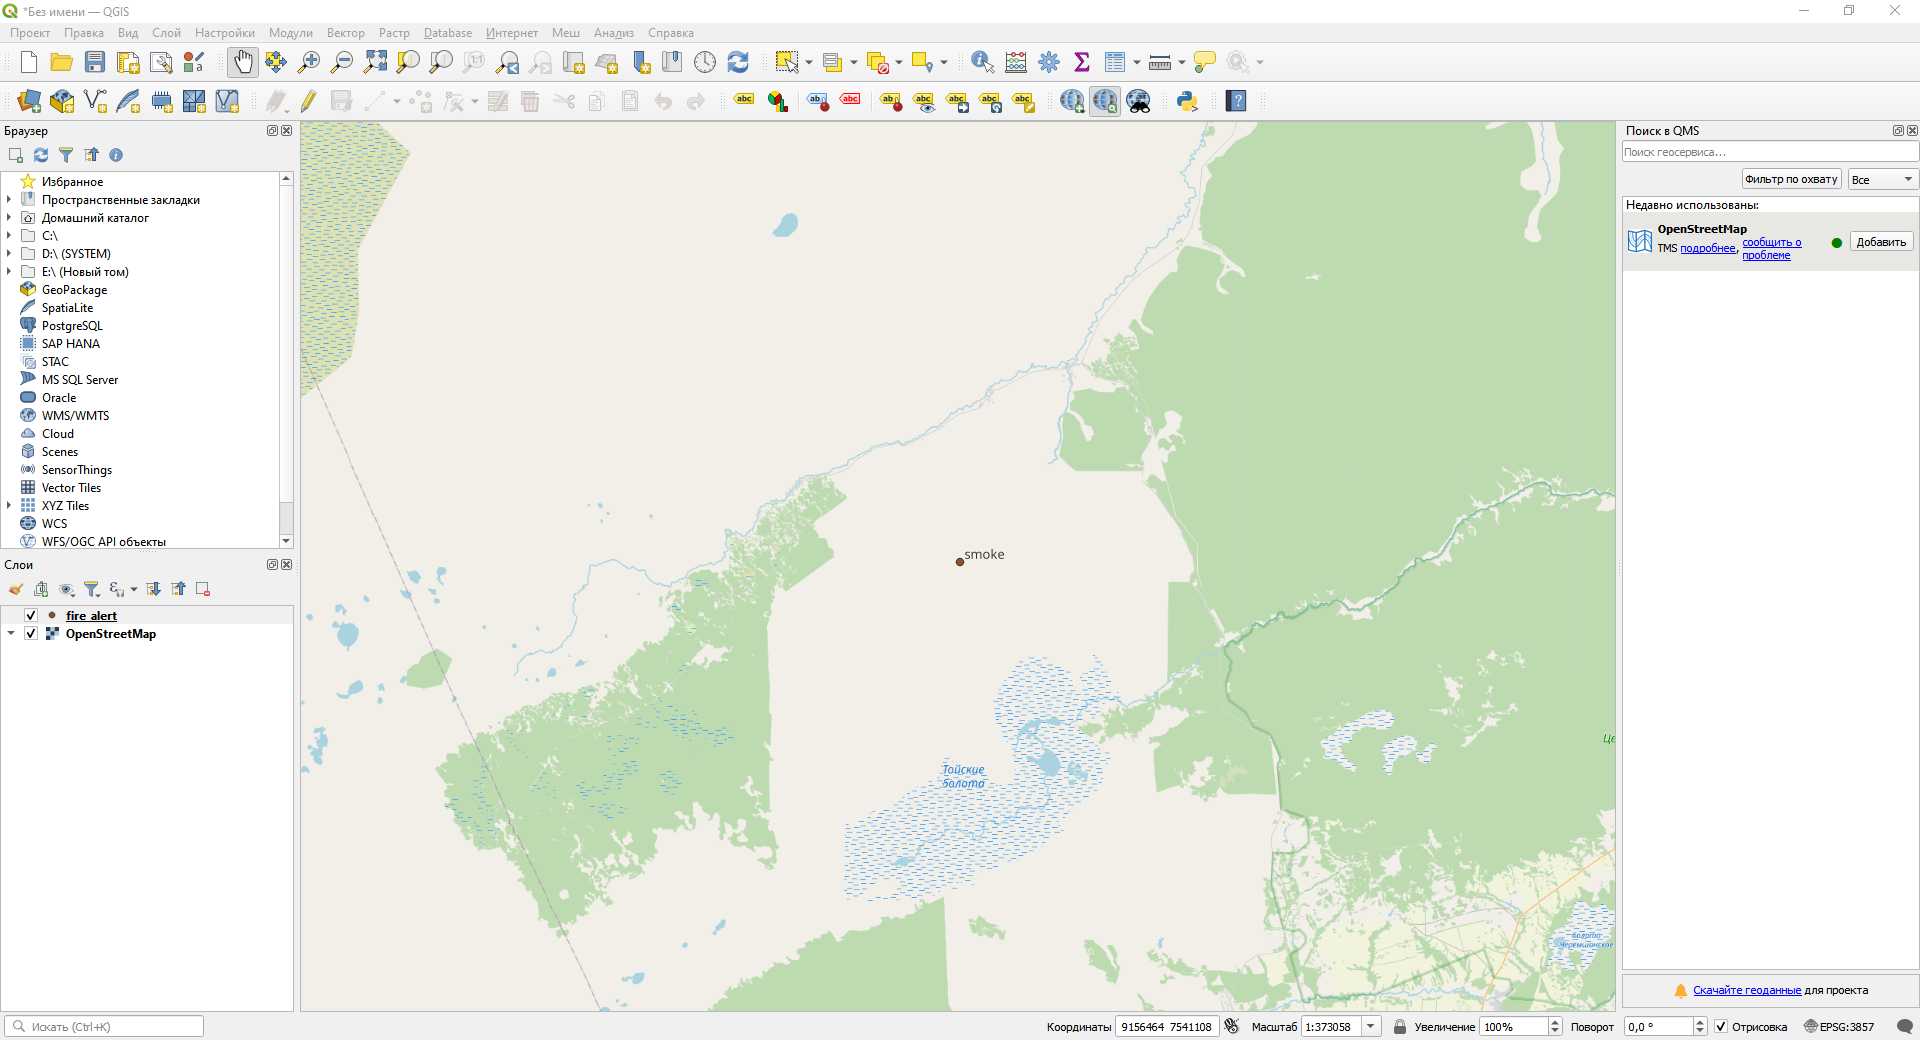 *Без имени — QGIS
Проект Правка Вид Слой Настройки Модули Вектор Растр Database Интернет Меш Анализ Справка
Браузер
Избранное
Пространственные закладки
Домашний каталог
C:\
D:\ (SYSTEM)
E:\ (Новый том)
GeoPackage
SpatiaLite
PostgreSQL
SAP HANA
STAC
MS SQL Server
Oracle
WMS/WMTS
Cloud
Scenes
SensorThings
Vector Tiles
XYZ Tiles
WCS
WFS/OGC API объекты
Слои
fire_alert
OpenStreetMap
smoke
Тойские
болота
Це
болото
Черемшанское
Поиск в QMS
Поиск геосервиса...
Фильтр по охвату Все
Недавно использованы:
OpenStreetMap
TMS подробнее, сообщить о проблеме Добавить
Скачайте геоданные для проекта
Искать (Ctrl+K)
Координаты 9156464 7541108 Масштаб 1:373058 Увеличение 100% Поворот 0,0 ° Отрисовка EPSG:3857